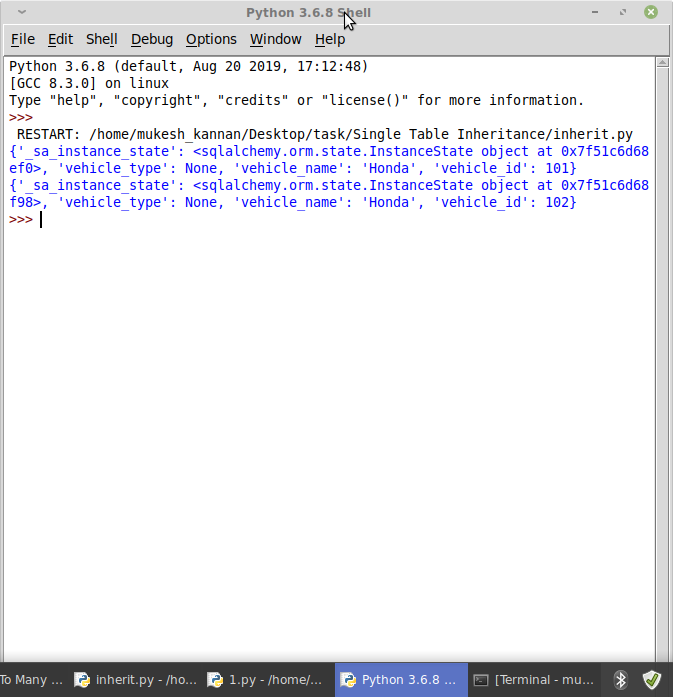 Python 3.6.8 Shell
File Edit Shell Debug Options Window Help
Python 3.6.8 (default, Aug 20 2019, 17:12:48)
[GCC 8.3.0] on linux
Type "help", "copyright", "credits" or "license()" for more information.
>>>
 RESTART: /home/mukesh_kannan/Desktop/task/Single Table Inheritance/inherit.py
{'_sa_instance_state': <sqlalchemy.orm.state.InstanceState object at 0x7f51c6d68
ef0>, 'vehicle_type': None, 'vehicle_name': 'Honda', 'vehicle_id': 101}
{'_sa_instance_state': <sqlalchemy.orm.state.InstanceState object at 0x7f51c6d68
f98>, 'vehicle_type': None, 'vehicle_name': 'Honda', 'vehicle_id': 102}
>>>
To Many ... inherit.py - /ho... 1.py - /home/... Python 3.6.8 ... [Terminal - mu...